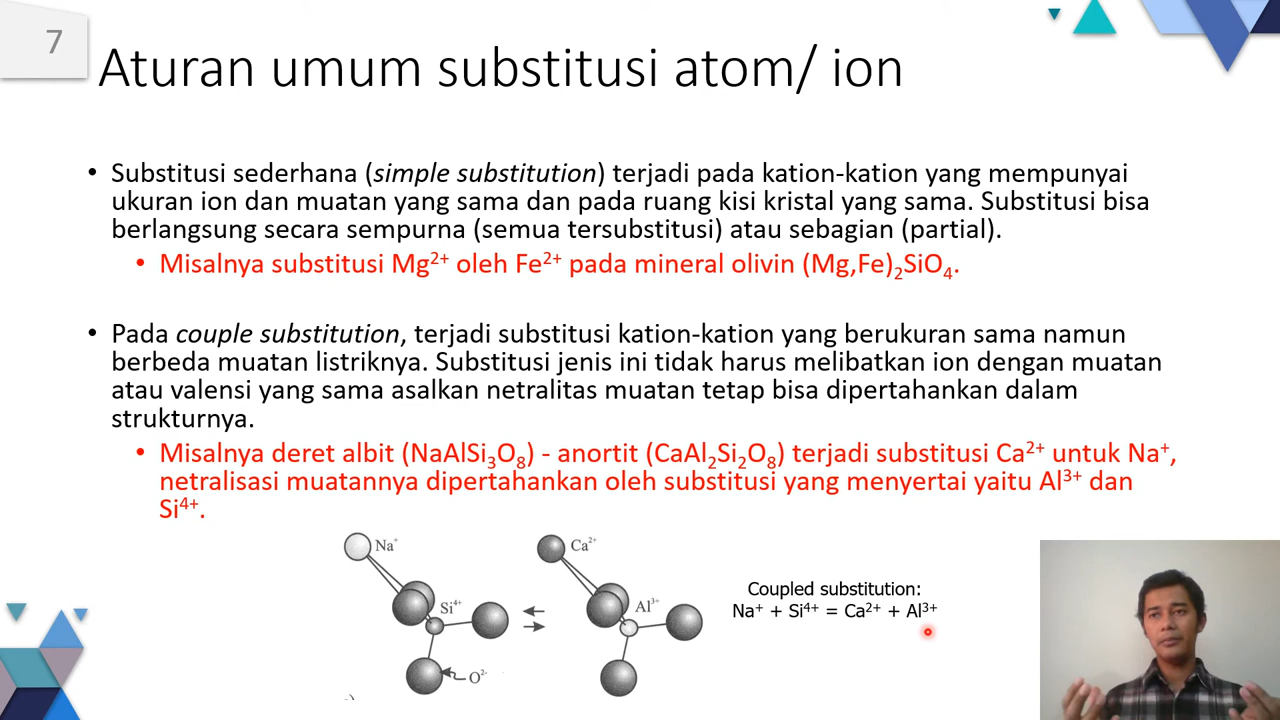 7
Aturan umum substitusi atom/ ion
• Substitusi sederhana (simple substitution) terjadi pada kation-kation yang mempunyai
ukuran ion dan muatan yang sama dan pada ruang kisi kristal yang sama. Substitusi bisa
berlangsung secara sempurna (semua tersubstitusi) atau sebagian (partial).
• Misalnya substitusi Mg²⁺ oleh Fe²⁺ pada mineral olivin (Mg,Fe)₂SiO₄.
• Pada couple substitution, terjadi substitusi kation-kation yang berukuran sama namun
berbeda muatan listriknya. Substitusi jenis ini tidak harus melibatkan ion dengan muatan
atau valensi yang sama asalkan netralitas muatan tetap bisa dipertahankan dalam
strukturnya.
• Misalnya deret albit (NaAlSi₃O₈) - anortit (CaAl₂Si₂O₈) terjadi substitusi Ca²⁺ untuk Na⁺,
netralisasi muatannya dipertahankan oleh substitusi yang menyertai yaitu Al³⁺ dan
Si⁴⁺.
Na⁺
Si⁴⁺
O²⁻
Ca²⁺
Al³⁺
Coupled substitution:
Na⁺ + Si⁴⁺ = Ca²⁺ + Al³⁺